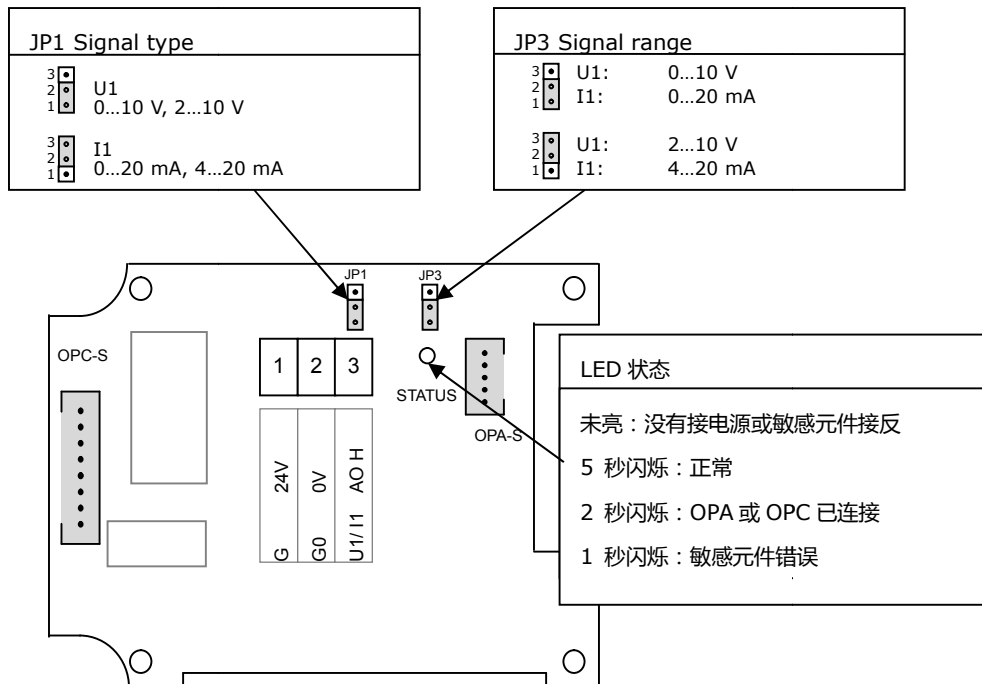 JP1 Signal type
3
2
1
U1
0...10 V, 2...10 V
3
2
1
I1
0...20 mA, 4...20 mA
JP3 Signal range
3
2
1
U1: 0...10 V
I1: 0...20 mA
3
2
1
U1: 2...10 V
I1: 4...20 mA
JP1
JP3
OPC-S
1 2 3
STATUS
OPA-S
G 24V
G0 0V
U1/ I1 AO H
LED 状态
未亮：没有接电源或敏感元件接反
5 秒闪烁：正常
2 秒闪烁：OPA 或 OPC 已连接
1 秒闪烁：敏感元件错误